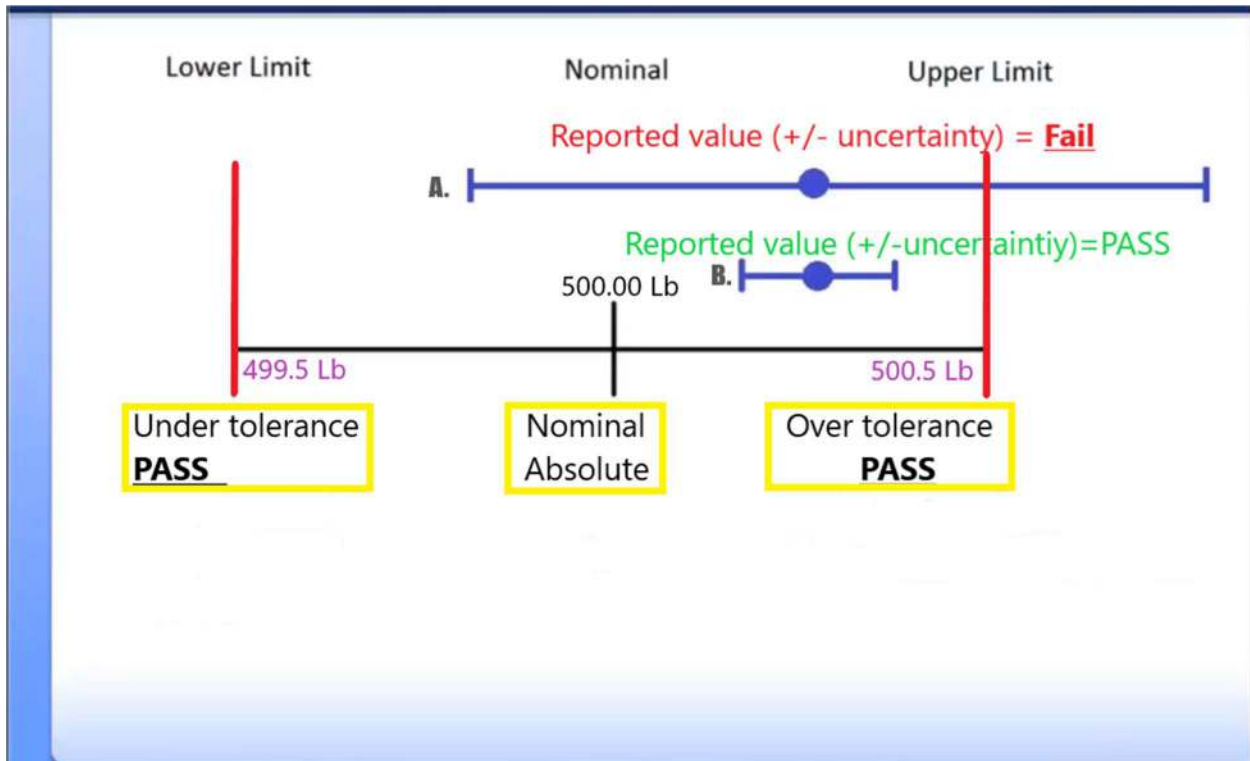 Lower Limit
Nominal
Upper Limit
Reported value (+/- uncertainty) = Fail
A.
Reported value (+/-uncertaintiy)=PASS
B.
500.00 Lb
499.5 Lb
500.5 Lb
Under tolerance
PASS
Nominal
Absolute
Over tolerance
PASS